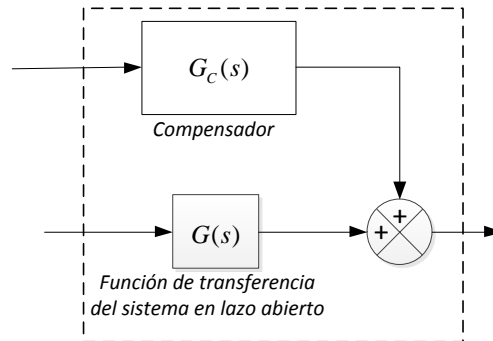 G_C(s)
Compensador
+
+
G(s)
Función de transferencia
del sistema en lazo abierto